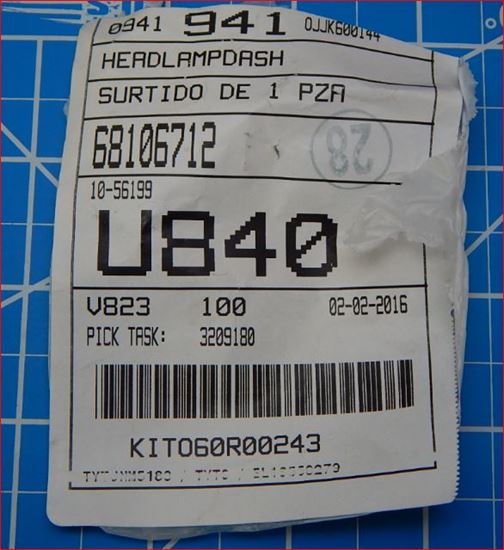 0941 941 OJJK600144
HEADLAMPDASH
SURTIDO DE 1 PZA
68106712
28
10-56199
U840
V823 100 02-02-2016
PICK TASK: 3209180
KIT060R00243